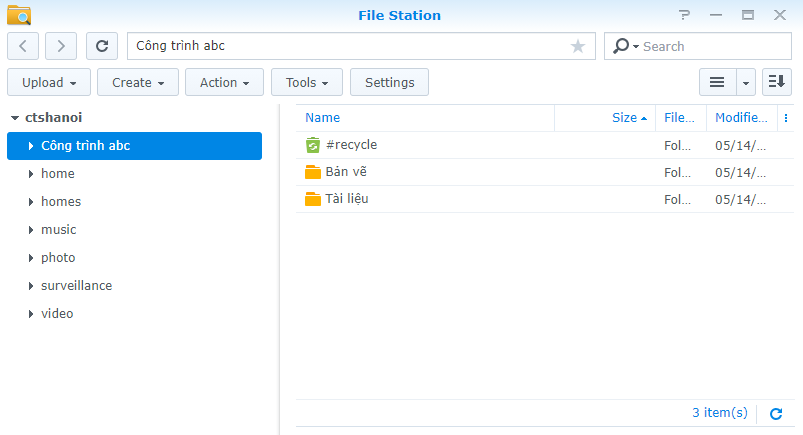 File Station
Công trình abc
Search
Upload Create Action Tools Settings
ctshanoi
Công trình abc
home
homes
music
photo
surveillance
video
Name Size File... Modifie...
#recycle Fol... 05/14/...
Bản vẽ Fol... 05/14/...
Tài liệu Fol... 05/14/...
3 item(s)